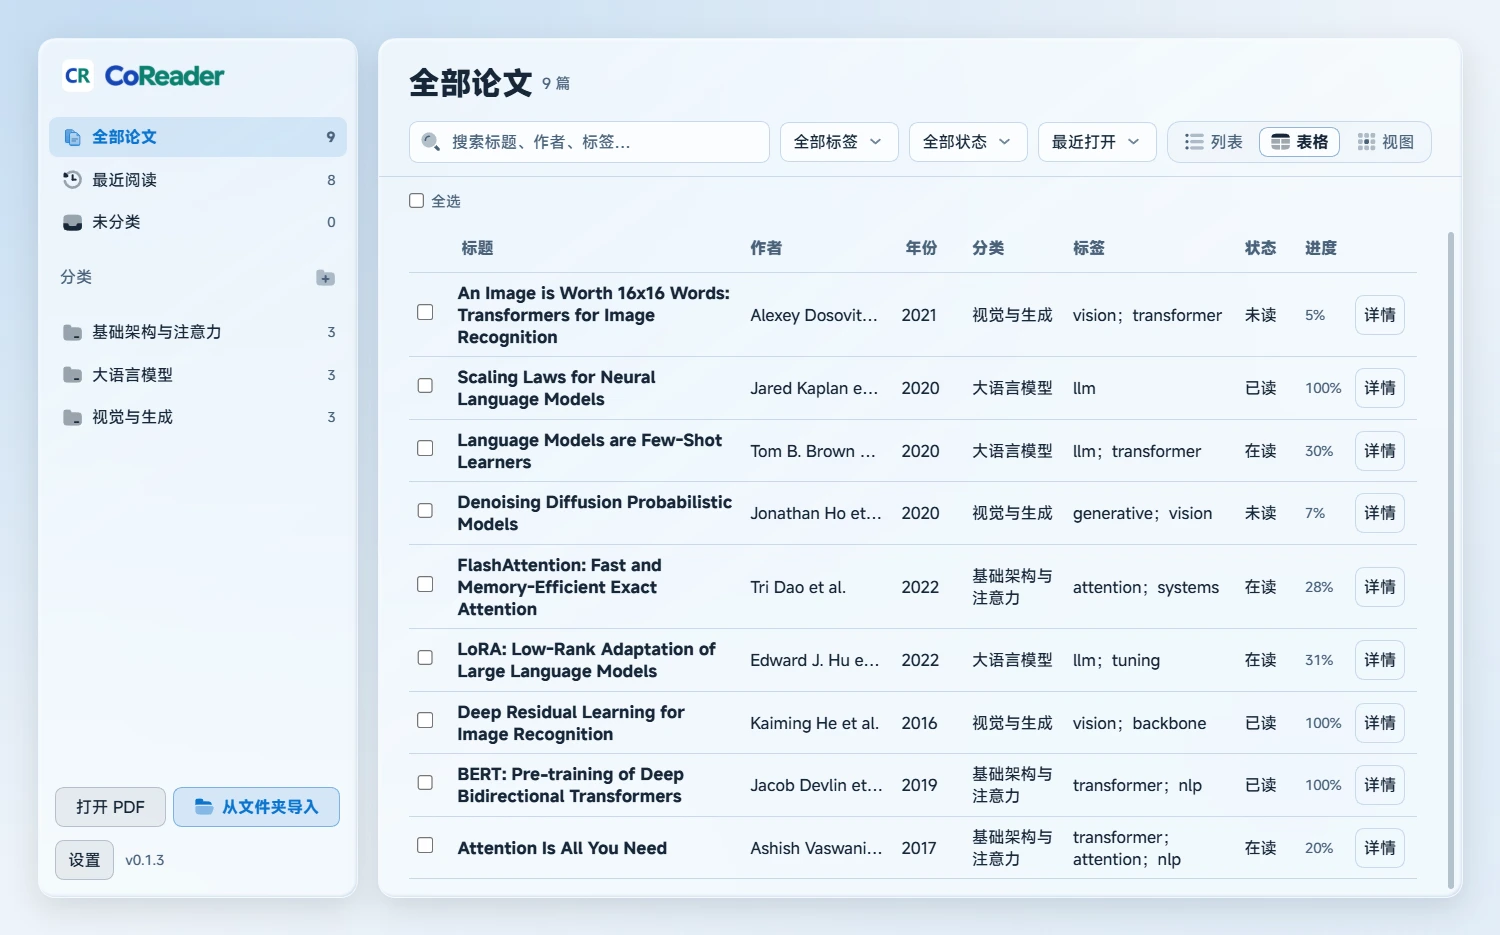 CR CoReader
全部论文 9
最近阅读 8
未分类 0
分类
基础架构与注意力 3
大语言模型 3
视觉与生成 3
打开 PDF
从文件夹导入
设置 v0.1.3
全部论文 9 篇
搜索标题、作者、标签...
全部标签
全部状态
最近打开
列表
表格
视图
全选
标题 作者 年份 分类 标签 状态 进度
An Image is Worth 16x16 Words:
Transformers for Image
Recognition
Alexey Dosovit... 2021 视觉与生成 vision；transformer 未读 5% 详情
Scaling Laws for Neural
Language Models
Jared Kaplan e... 2020 大语言模型 llm 已读 100% 详情
Language Models are Few-Shot
Learners
Tom B. Brown ... 2020 大语言模型 llm；transformer 在读 30% 详情
Denoising Diffusion Probabilistic
Models
Jonathan Ho et... 2020 视觉与生成 generative；vision 未读 7% 详情
FlashAttention: Fast and
Memory-Efficient Exact
Attention
Tri Dao et al. 2022 基础架构与
注意力
attention；systems 在读 28% 详情
LoRA: Low-Rank Adaptation of
Large Language Models
Edward J. Hu e... 2022 大语言模型 llm；tuning 在读 31% 详情
Deep Residual Learning for
Image Recognition
Kaiming He et al. 2016 视觉与生成 vision；backbone 已读 100% 详情
BERT: Pre-training of Deep
Bidirectional Transformers
Jacob Devlin et... 2019 基础架构与
注意力
transformer；nlp 已读 100% 详情
Attention Is All You Need
Ashish Vaswani... 2017 基础架构与
注意力
transformer；
attention；nlp
在读 20% 详情